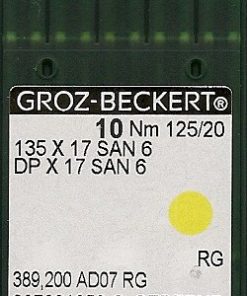 GROZ-BECKERT®
10 Nm 125/20
135 X 17 SAN 6
DP X 17 SAN 6
RG
389,200 AD07 RG